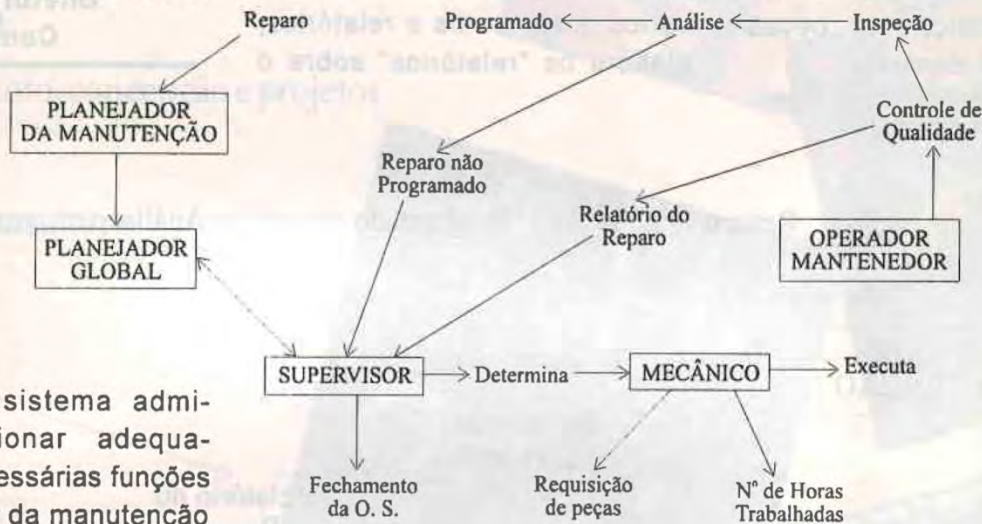 Reparo
Programado
Análise
Inspeção
PLANEJADOR
DA MANUTENÇÃO
Controle de
Qualidade
Reparo não
Programado
Relatório do
Reparo
PLANEJADOR
GLOBAL
OPERADOR
MANTENEDOR
SUPERVISOR
Determina
MECÂNICO
Executa
Fechamento
da O. S.
Requisição
de peças
Nº de Horas
Trabalhadas
sistema admi-
ionar adequa-
essárias funções
da manutenção